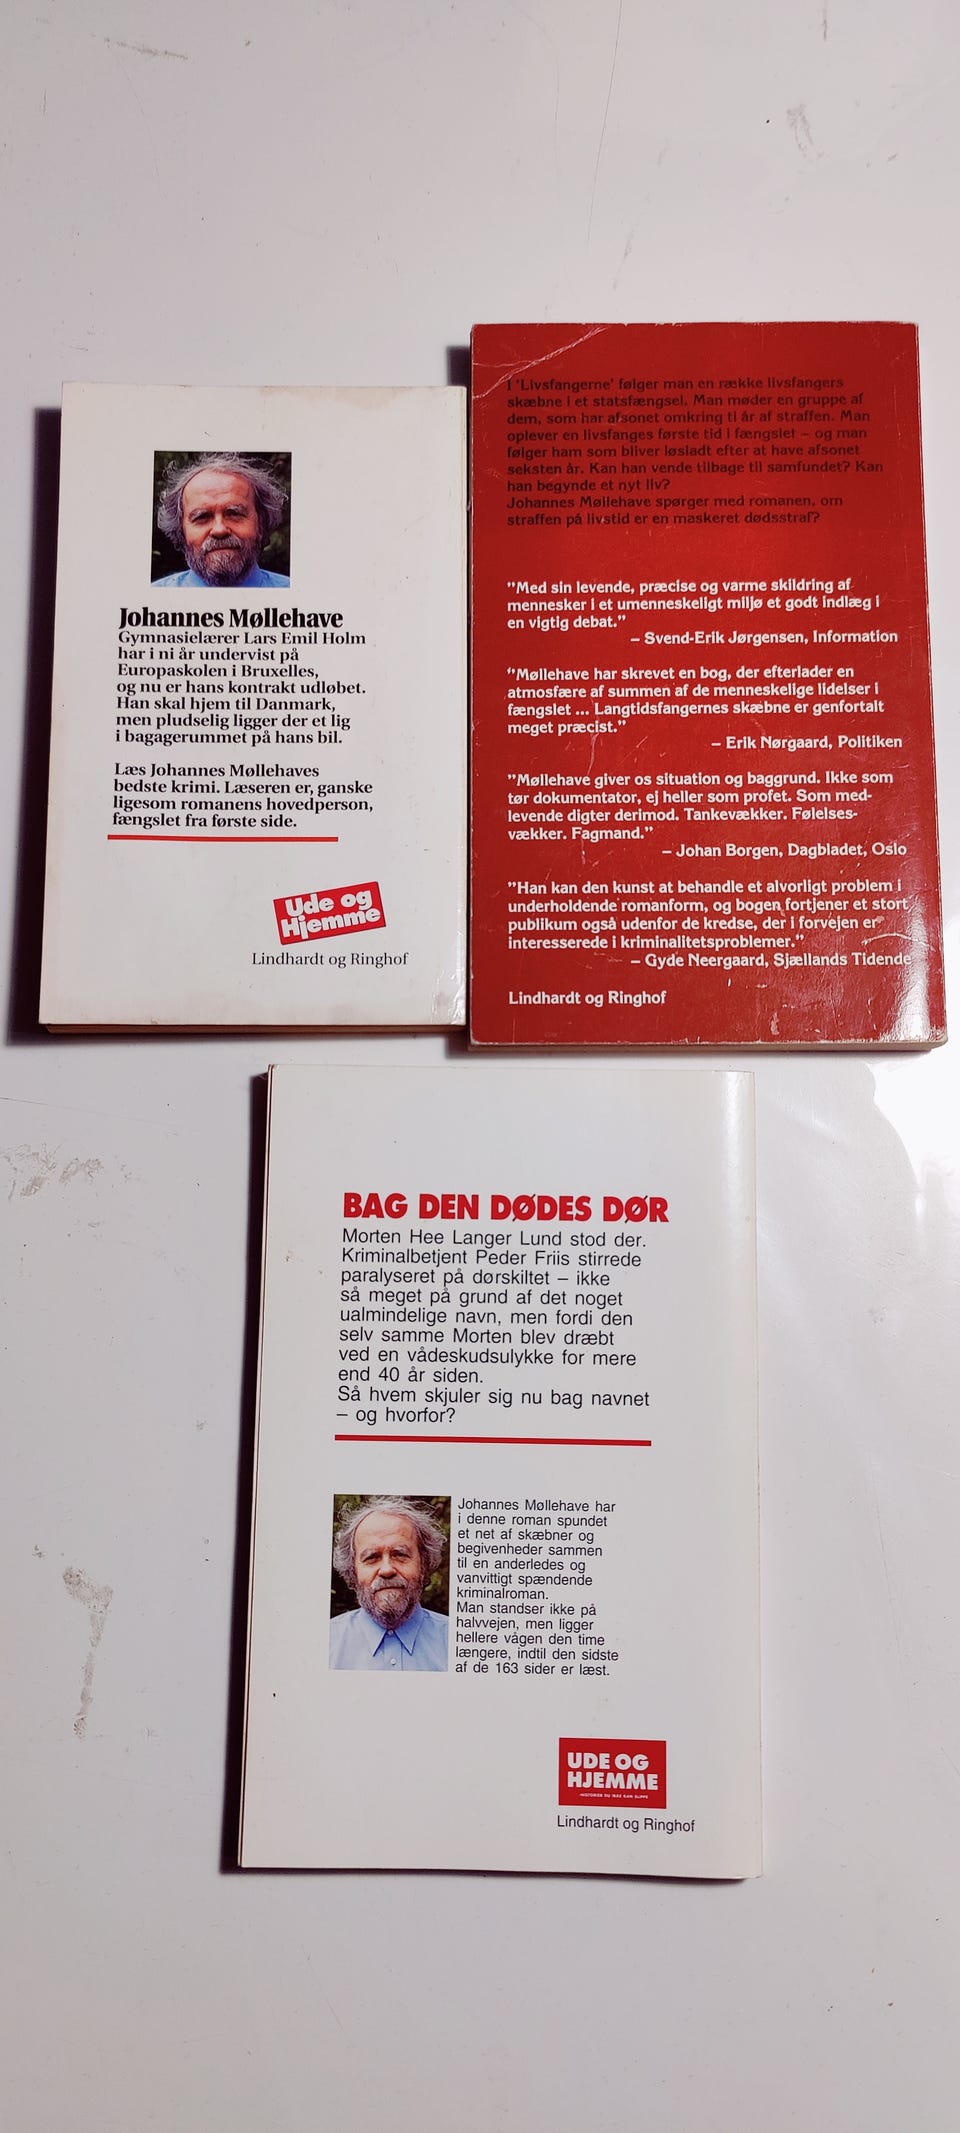 Johannes Møllehave
Gymnasielærer Lars Emil Holm
har i ni år undervist på
Europaskolen i Bruxelles,
og nu er hans kontrakt udløbet.
Han skal hjem til Danmark,
men pludselig ligger der et lig
i bagagerummet på hans bil.
Læs Johannes Møllehaves
bedste krimi. Læseren er, ganske
ligesom romanens hovedperson,
fængslet fra første side.
Ude og
Hjemme
Lindhardt og Ringhof
I 'Livsfangerne' følger man en række livsfangers
skæbne i et statsfængsel. Man møder en gruppe af
dem, som har afsonet omkring ti år af straffen. Man
oplever en livsfanges første tid i fængslet – og man
følger ham som bliver løsladt efter at have afsonet
seksten år. Kan han vende tilbage til samfundet? Kan
han begynde et nyt liv?
Johannes Møllehave spørger med romanen, om
straffen på livstid er en maskeret dødsstraf?
"Med sin levende, præcise og varme skildring af
mennesker i et umenneskeligt miljø et godt indlæg i
en vigtig debat."
– Svend-Erik Jørgensen, Information
"Møllehave har skrevet en bog, der efterlader en
atmosfære af summen af de menneskelige lidelser i
fængslet ... Langtidsfangernes skæbne er genfortalt
meget præcist."
– Erik Nørgaard, Politiken
"Møllehave giver os situation og baggrund. Ikke som
tør dokumentator, ej heller som profet. Som med-
levende digter derimod. Tankevækker. Følelses-
vækker. Fagmand."
– Johan Borgen, Dagbladet, Oslo
"Han kan den kunst at behandle et alvorligt problem i
underholdende romanform, og bogen fortjener et stort
publikum også udenfor de kredse, der i forvejen er
interesserede i kriminalitetsproblemer."
– Gyde Neergaard, Sjællands Tidende
Lindhardt og Ringhof
BAG DEN DØDES DØR
Morten Hee Langer Lund stod der.
Kriminalbetjent Peder Friis stirrede
paralyseret på dørskiltet – ikke
så meget på grund af det noget
ualmindelige navn, men fordi den
selv samme Morten blev dræbt
ved en vådeskudsulykke for mere
end 40 år siden.
Så hvem skjuler sig nu bag navnet
– og hvorfor?
Johannes Møllehave har
i denne roman spundet
et net af skæbner og
begivenheder sammen
til en anderledes og
vanvittigt spændende
kriminalroman.
Man standser ikke på
halvvejen, men ligger
hellere vågen den time
længere, indtil den sidste
af de 163 sider er læst.
UDE OG
HJEMME
-HISTORIER DU IKKE KAN SLIPPE
Lindhardt og Ringhof